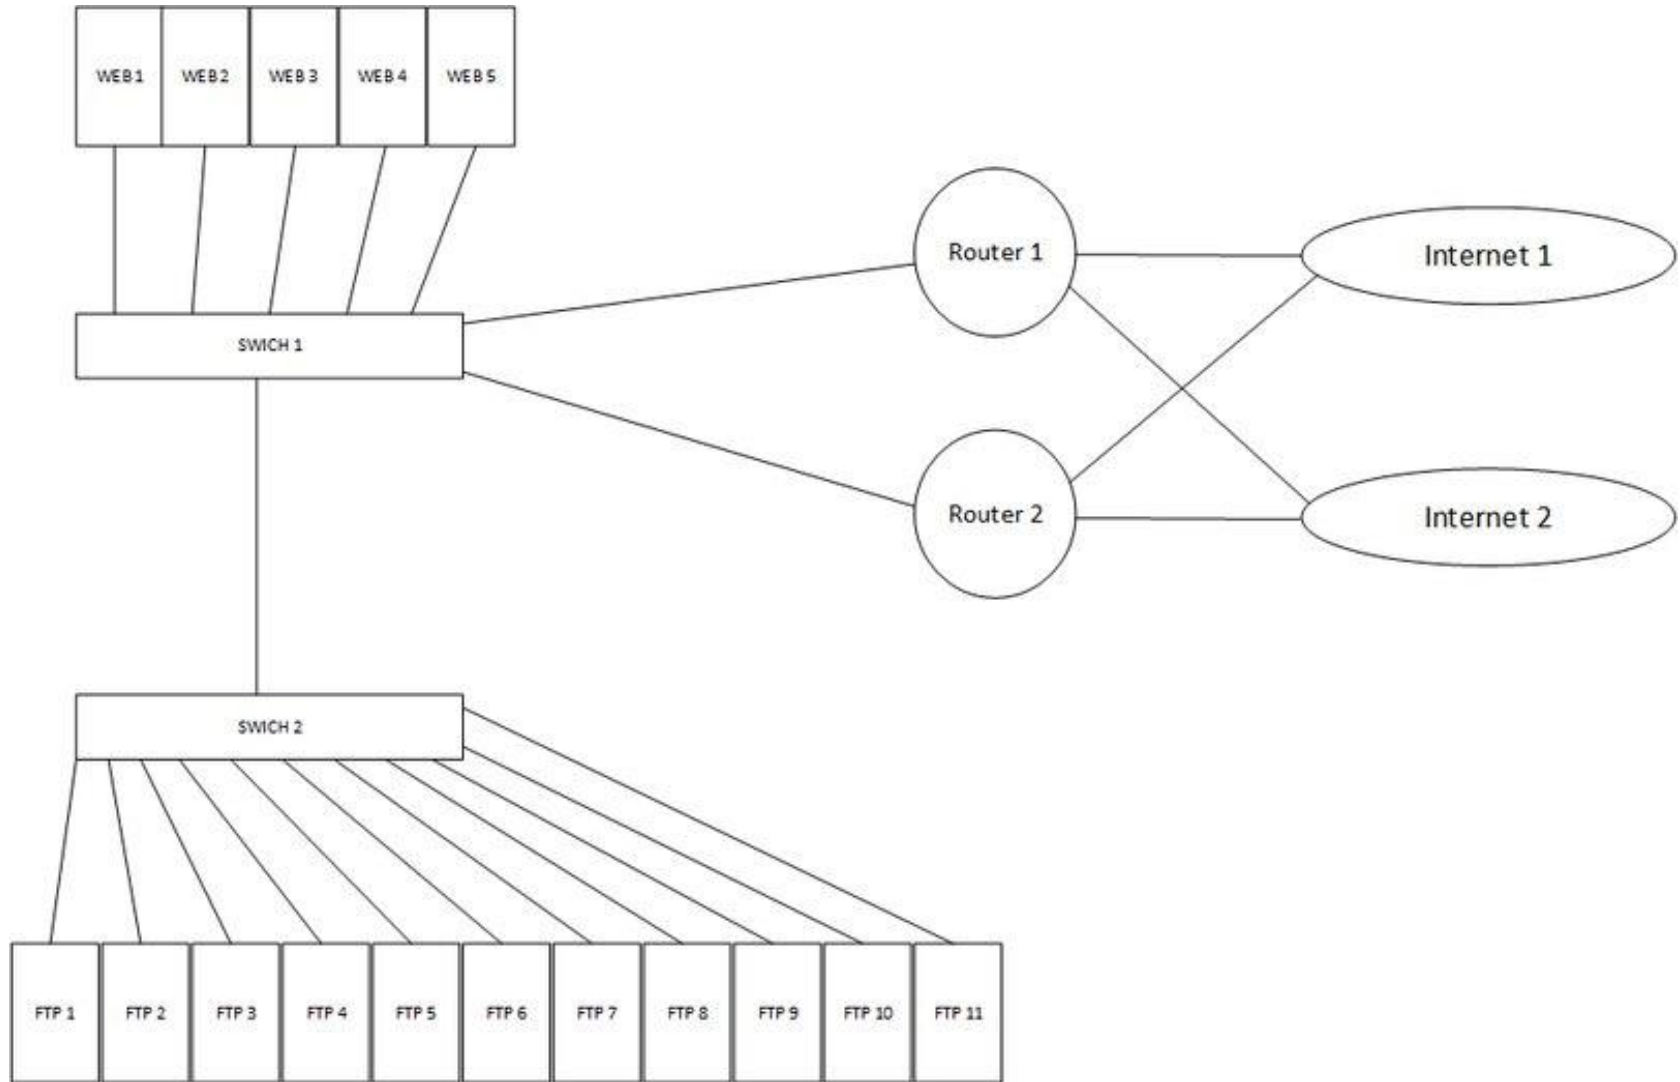 WEB 1
WEB 2
WEB 3
WEB 4
WEB 5
Router 1
Internet 1
SWICH 1
Router 2
Internet 2
SWICH 2
FTP 1
FTP 2
FTP 3
FTP 4
FTP 5
FTP 6
FTP 7
FTP 8
FTP 9
FTP 10
FTP 11